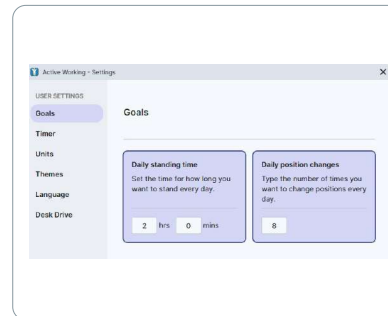 Active Working - Settings
USER SETTINGS
Goals
Timer
Units
Themes
Language
Desk Drive
Goals
Daily standing time
Set the time for how long you
want to stand every day.
2 hrs 0 mins
Daily position changes
Type the number of times you
want to change positions every
day.
8